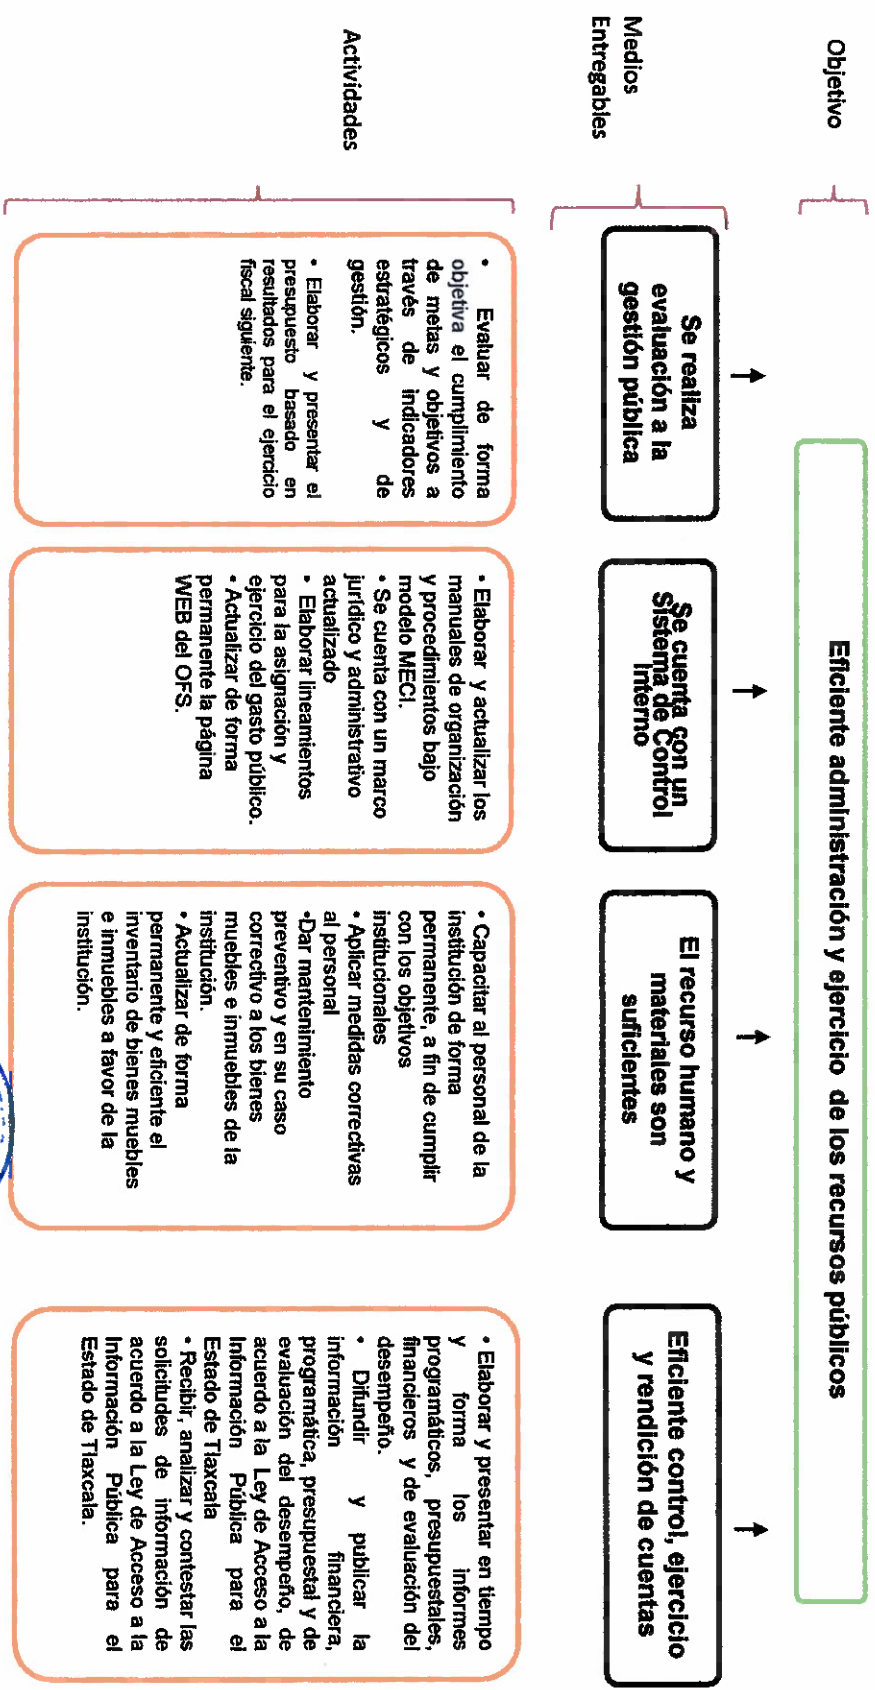 Objetivo
Eficiente administración y ejercicio de los recursos públicos
Medios
Entregables
Se realiza
evaluación a la
gestión pública
Se cuenta con un
Sistema de Control
Interno
El recurso humano y
materiales son
suficientes
Eficiente control, ejercicio
y rendición de cuentas
Actividades
• Evaluar de forma
objetiva el cumplimiento
de metas y objetivos a
través de indicadores
estratégicos y de
gestión.
• Elaborar y presentar el
presupuesto basado en
resultados para el ejercicio
fiscal siguiente.
• Elaborar y actualizar los
manuales de organización
y procedimientos bajo
modelo MECI.
• Se cuenta con un marco
jurídico y administrativo
actualizado
• Elaborar lineamientos
para la asignación y
ejercicio del gasto público.
• Actualizar de forma
permanente la página
WEB del OFS.
• Capacitar al personal de la
institución de forma
permanente, a fin de cumplir
con los objetivos
institucionales
• Aplicar medidas correctivas
al personal
•Dar mantenimiento
preventivo y en su caso
correctivo a los bienes
muebles e inmuebles de la
institución.
• Actualizar de forma
permanente y eficiente el
inventario de bienes muebles
e inmuebles a favor de la
institución.
• Elaborar y presentar en tiempo
y forma los informes
programáticos, presupuestales,
financieros y de evaluación del
desempeño.
• Difundir y publicar la
información financiera,
programática, presupuestal y de
evaluación del desempeño, de
acuerdo a la Ley de Acceso a la
Información Pública para el
Estado de Tlaxcala
• Recibir, analizar y contestar las
solicitudes de información de
acuerdo a la Ley de Acceso a la
Información Pública para el
Estado de Tlaxcala.